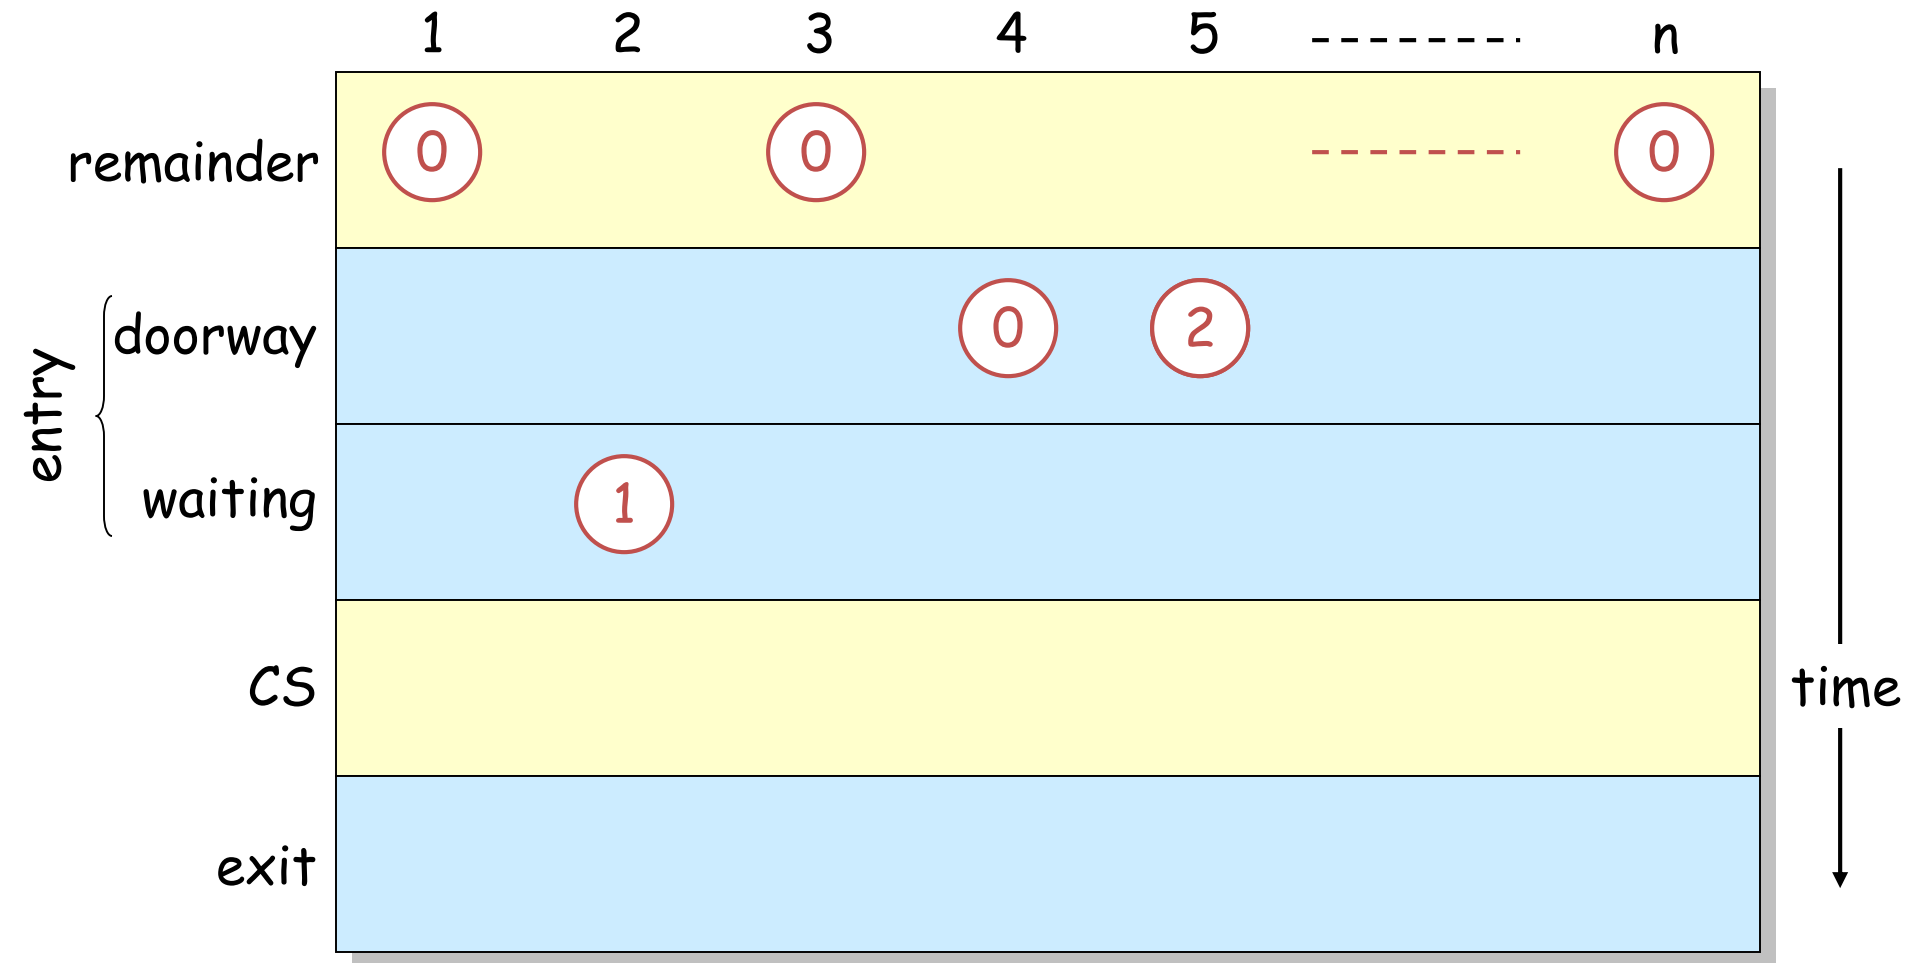 1 2 3 4 5 n
remainder 0 0 0
doorway 0 2
entry
waiting 1
CS
time
exit